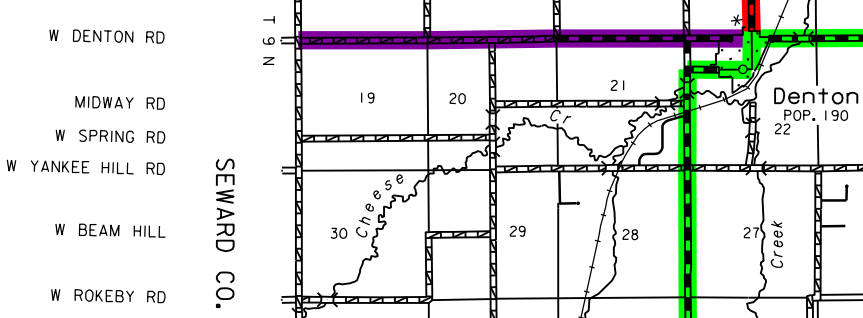 T 9 N
W DENTON RD
MIDWAY RD
W SPRING RD
W YANKEE HILL RD
W BEAM HILL
W ROKEBY RD
SEWARD CO.
19
20
21
Denton
POP. 190
22
Cr
Cheese
30
29
28
27
Creek